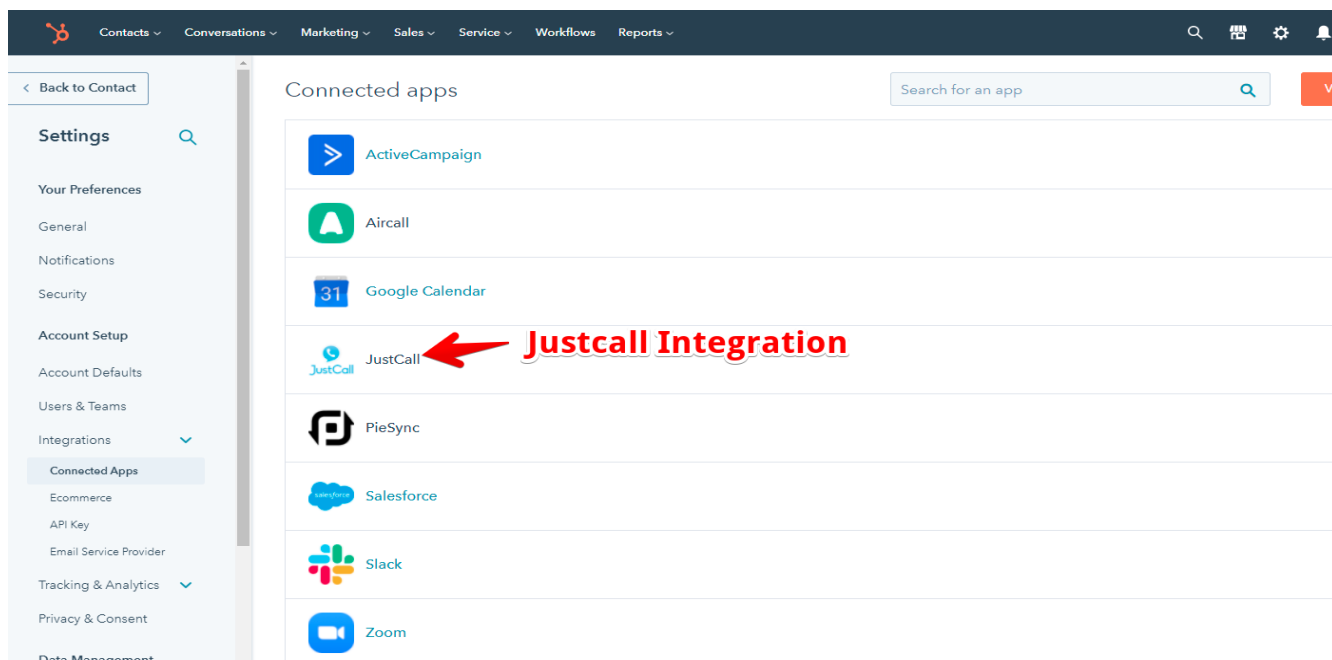 Contacts Conversations Marketing Sales Service Workflows Reports
Back to Contact
Settings
Your Preferences
General
Notifications
Security
Account Setup
Account Defaults
Users & Teams
Integrations
Connected Apps
Ecommerce
API Key
Email Service Provider
Tracking & Analytics
Privacy & Consent
Data Management
Connected apps
Search for an app
V
ActiveCampaign
Aircall
31
Google Calendar
JustCall
JustCall
Justcall Integration
PieSync
salesforce
Salesforce
Slack
Zoom